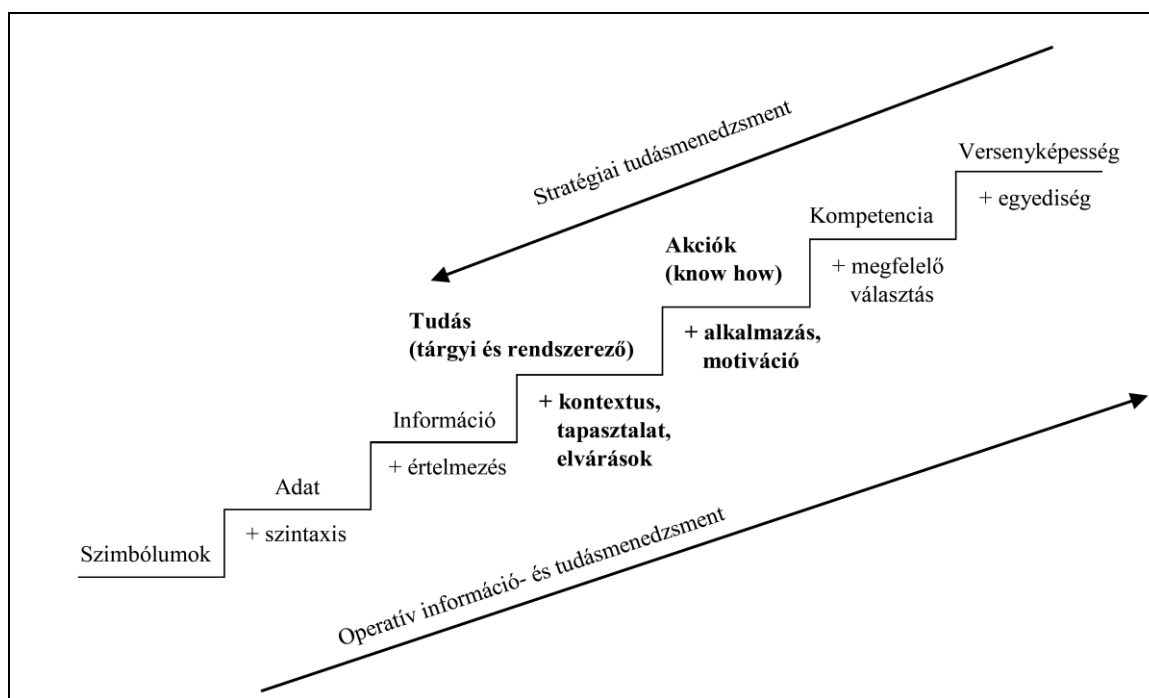 Stratégiai tudásmenedzsment
Versenyképesség
+ egyediség
Kompetencia
+ megfelelő
választás
Akciók
(know how)
+ alkalmazás,
motiváció
Tudás
(tárgyi és rendszerező)
+ kontextus,
tapasztalat,
elvárások
Információ
+ értelmezés
Adat
+ szintaxis
Szimbólumok
Operatív információ- és tudásmenedzsment